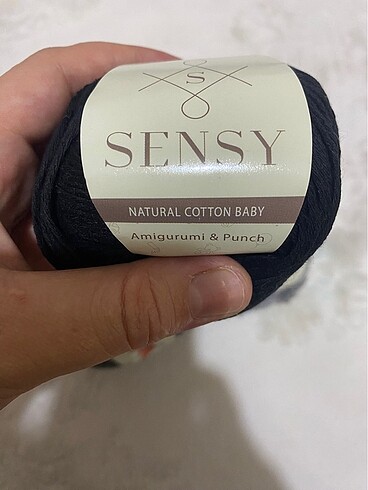 S
SENSY
NATURAL COTTON BABY
Amigurumi & Punch